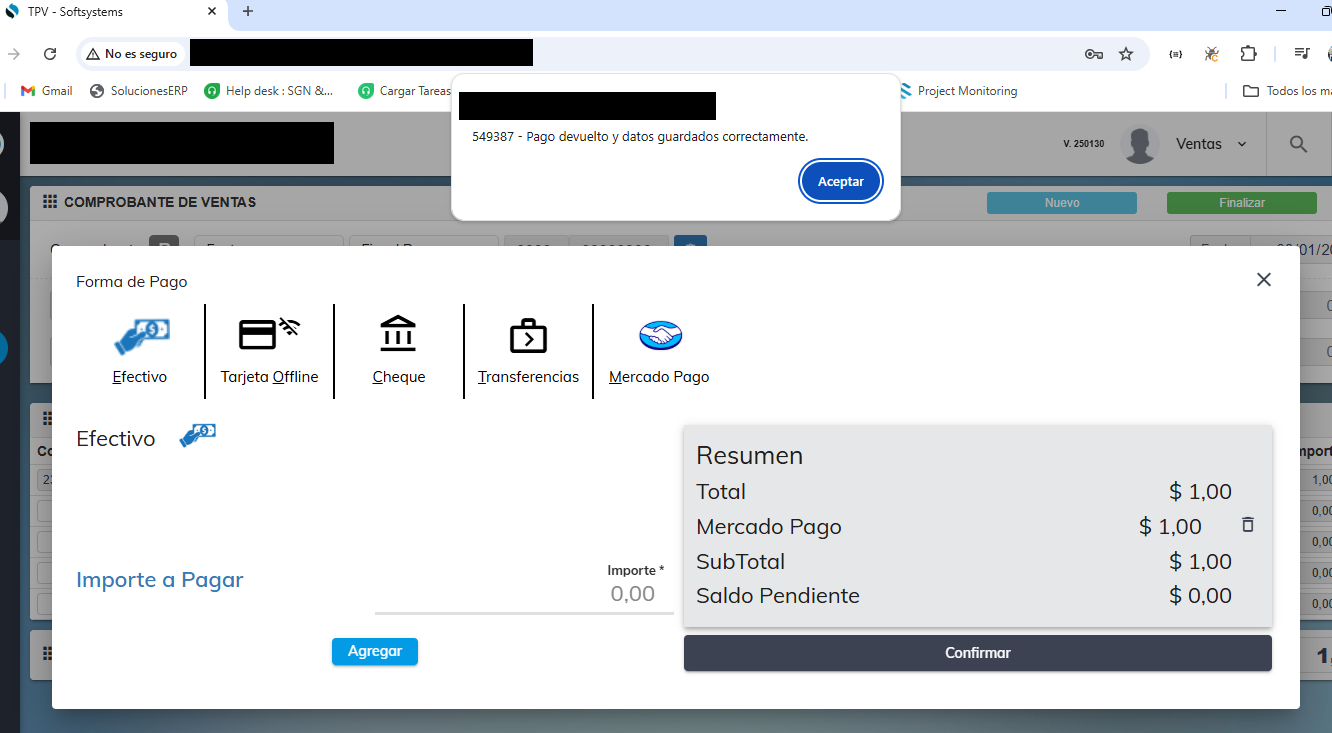 TPV - Softsystems
No es seguro
Gmail
SolucionesERP
Help desk : SGN &...
Cargar Tareas
Project Monitoring
Todos los
549387 - Pago devuelto y datos guardados correctamente.
Aceptar
V. 250130
Ventas
COMPROBANTE DE VENTAS
Nuevo
Finalizar
Forma de Pago
Efectivo
Tarjeta Offline
Cheque
Transferencias
Mercado Pago
Efectivo
Importe a Pagar
Importe *
0,00
Agregar
Resumen
Total $ 1,00
Mercado Pago $ 1,00
SubTotal $ 1,00
Saldo Pendiente $ 0,00
Confirmar